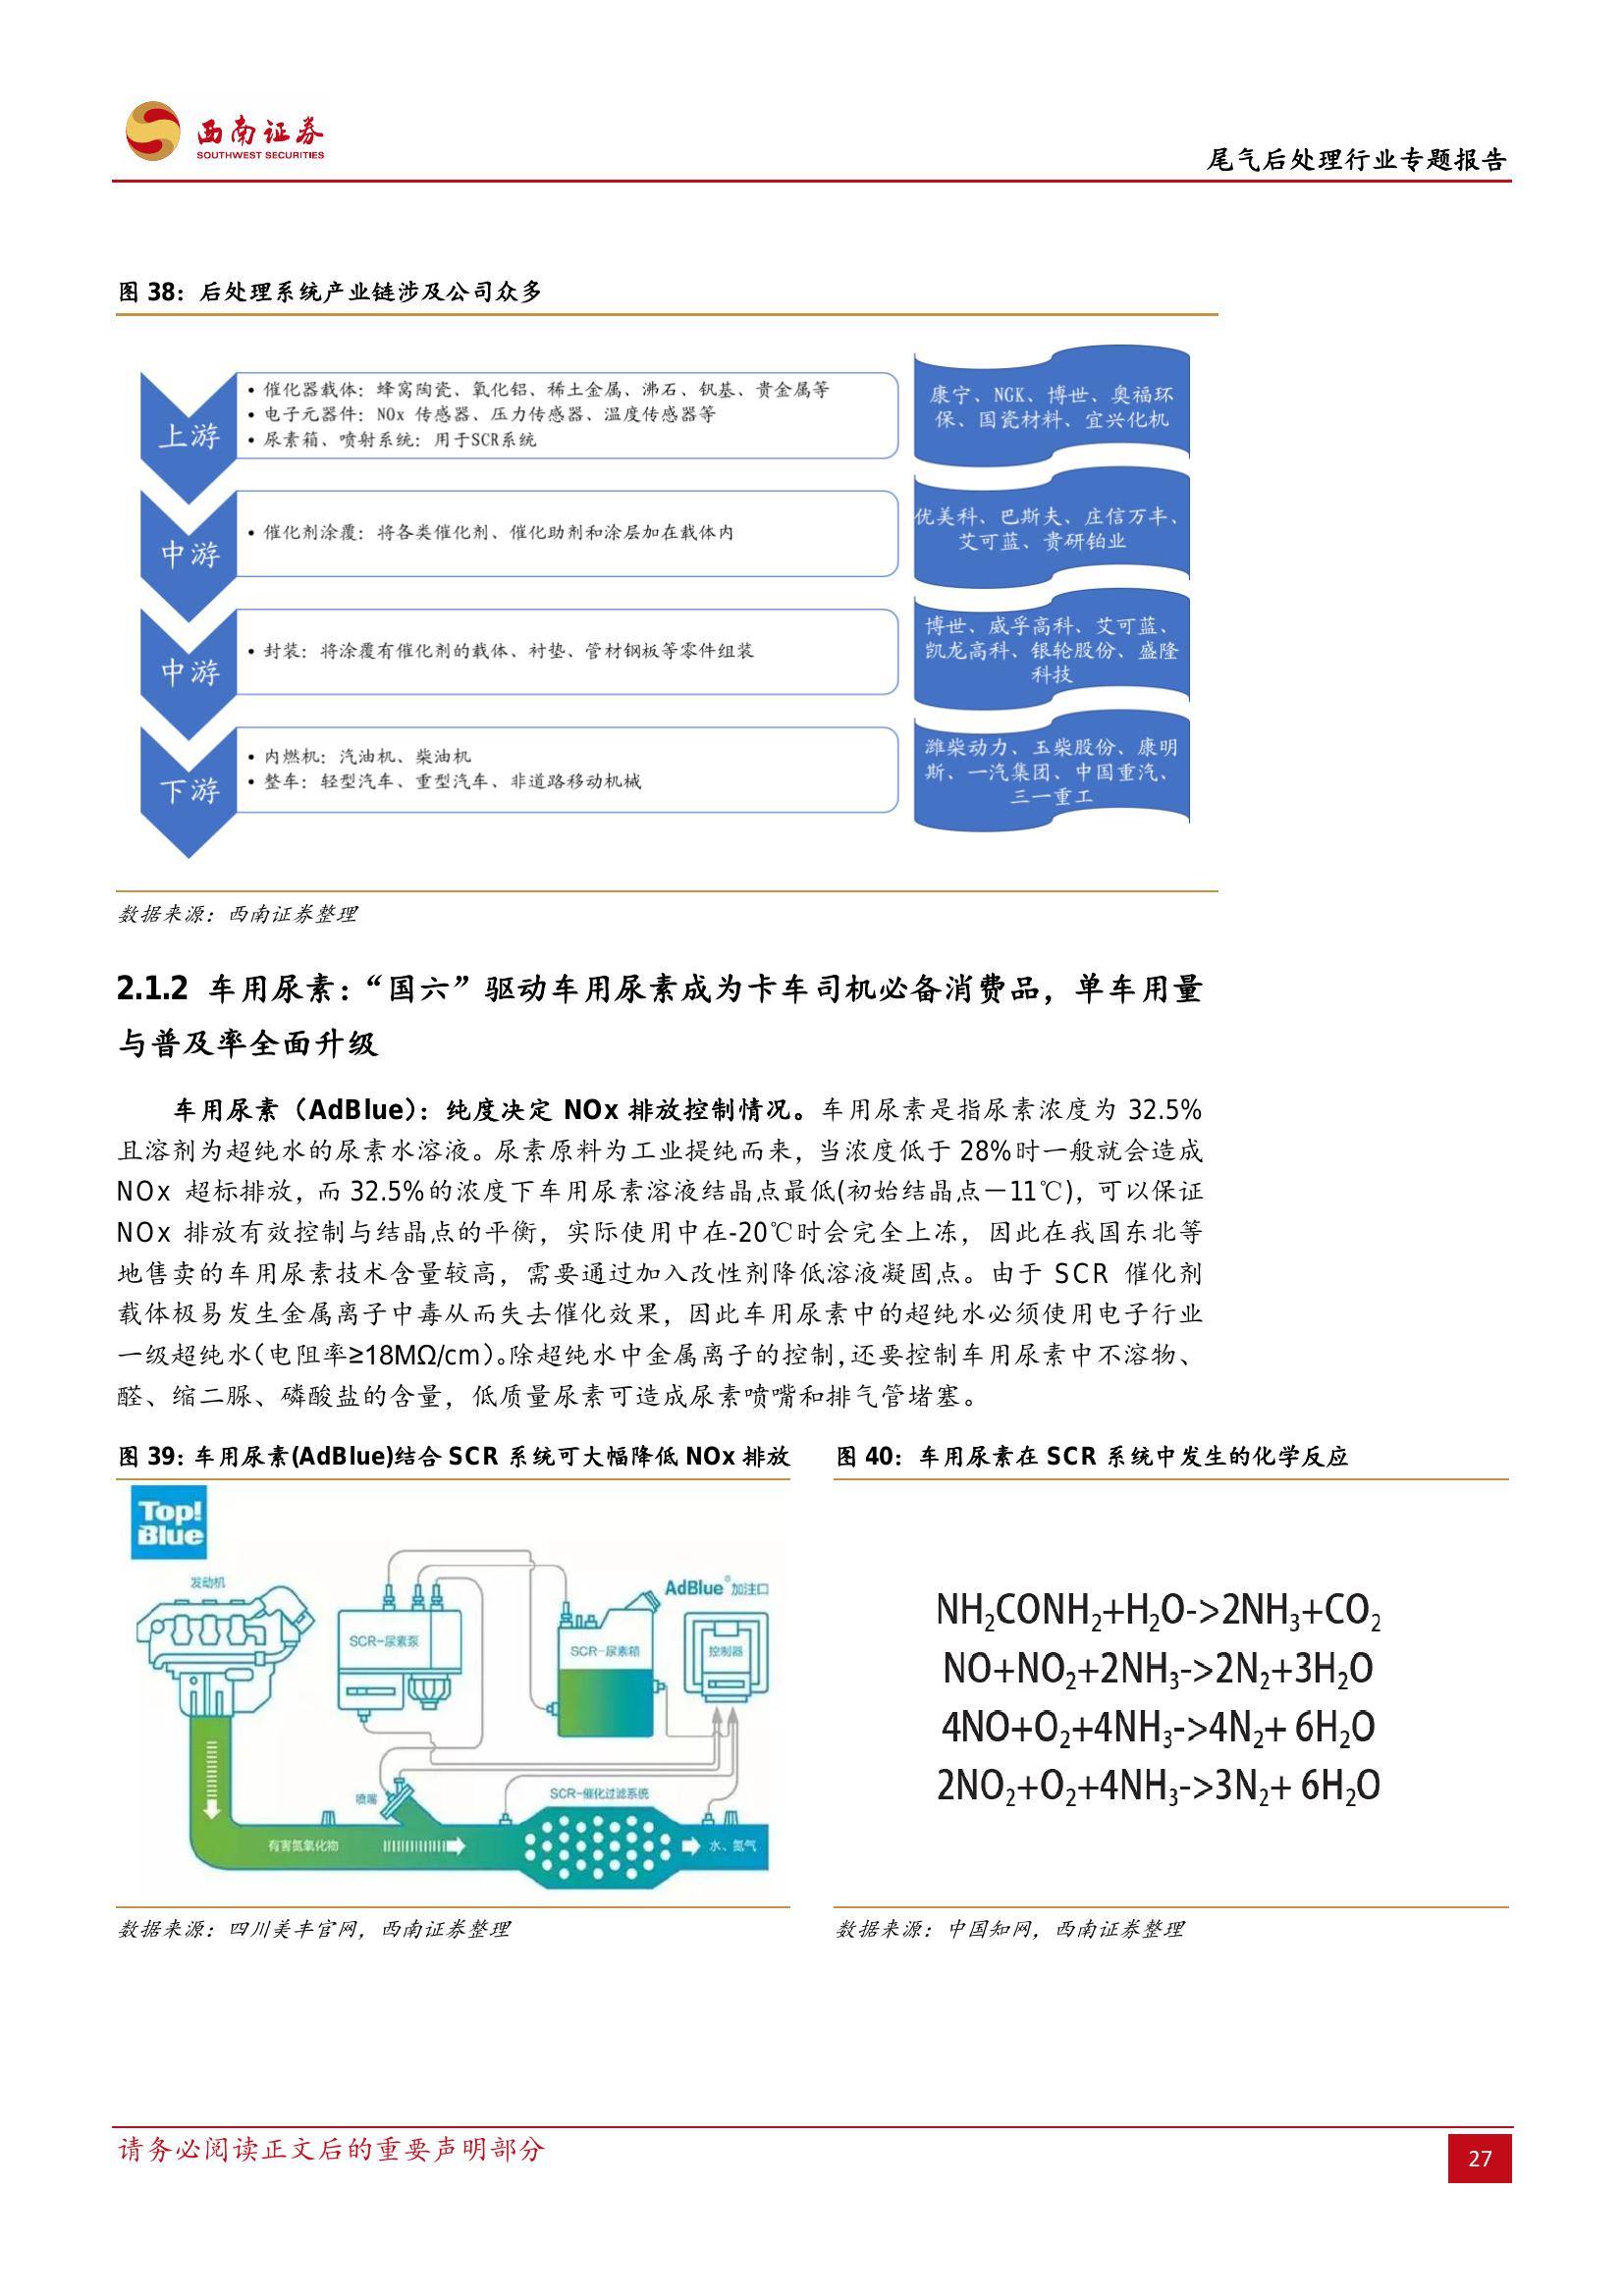 西南证券
SOUTHWEST SECURITIES
尾气后处理行业专题报告
图 38：后处理系统产业链涉及公司众多
上游
• 催化器载体：蜂窝陶瓷、氧化铝、稀土金属、沸石、钒基、贵金属等
• 电子元器件：NOx 传感器、压力传感器、温度传感器等
• 尿素箱、喷射系统：用于SCR系统
康宁、NGK、博世、奥福环
保、国瓷材料、宜兴化机
中游
• 催化剂涂覆：将各类催化剂、催化助剂和涂层加在载体内
优美科、巴斯夫、庄信万丰、
艾可蓝、贵研铂业
中游
• 封装：将涂覆有催化剂的载体、衬垫、管材钢板等零件组装
博世、威孚高科、艾可蓝、
凯龙高科、银轮股份、盛隆
科技
下游
• 内燃机：汽油机、柴油机
• 整车：轻型汽车、重型汽车、非道路移动机械
潍柴动力、玉柴股份、康明
斯、一汽集团、中国重汽、
三一重工
数据来源：西南证券整理
2.1.2 车用尿素：“国六”驱动车用尿素成为卡车司机必备消费品，单车用量
与普及率全面升级
车用尿素（AdBlue）：纯度决定 NOx 排放控制情况。车用尿素是指尿素浓度为 32.5%
且溶剂为超纯水的尿素水溶液。尿素原料为工业提纯而来，当浓度低于 28%时一般就会造成
NOx 超标排放，而 32.5%的浓度下车用尿素溶液结晶点最低(初始结晶点－11℃)，可以保证
NOx 排放有效控制与结晶点的平衡，实际使用中在-20℃时会完全上冻，因此在我国东北等
地售卖的车用尿素技术含量较高，需要通过加入改性剂降低溶液凝固点。由于 SCR 催化剂
载体极易发生金属离子中毒从而失去催化效果，因此车用尿素中的超纯水必须使用电子行业
一级超纯水（电阻率≥18MΩ/cm）。除超纯水中金属离子的控制，还要控制车用尿素中不溶物、
醛、缩二脲、磷酸盐的含量，低质量尿素可造成尿素喷嘴和排气管堵塞。
图 39：车用尿素(AdBlue)结合 SCR 系统可大幅降低 NOx 排放
Top!
Blue
发动机
SCR-尿素泵
SCR-尿素箱
AdBlue® 加注口
控制器
喷嘴
SCR-催化过滤系统
有害氮氧化物
水、氮气
数据来源：四川美丰官网，西南证券整理
图 40：车用尿素在 SCR 系统中发生的化学反应
NH₂CONH₂+H₂O->2NH₃+CO₂
NO+NO₂+2NH₃->2N₂+3H₂O
4NO+O₂+4NH₃->4N₂+ 6H₂O
2NO₂+O₂+4NH₃->3N₂+ 6H₂O
数据来源：中国知网，西南证券整理
请务必阅读正文后的重要声明部分
27